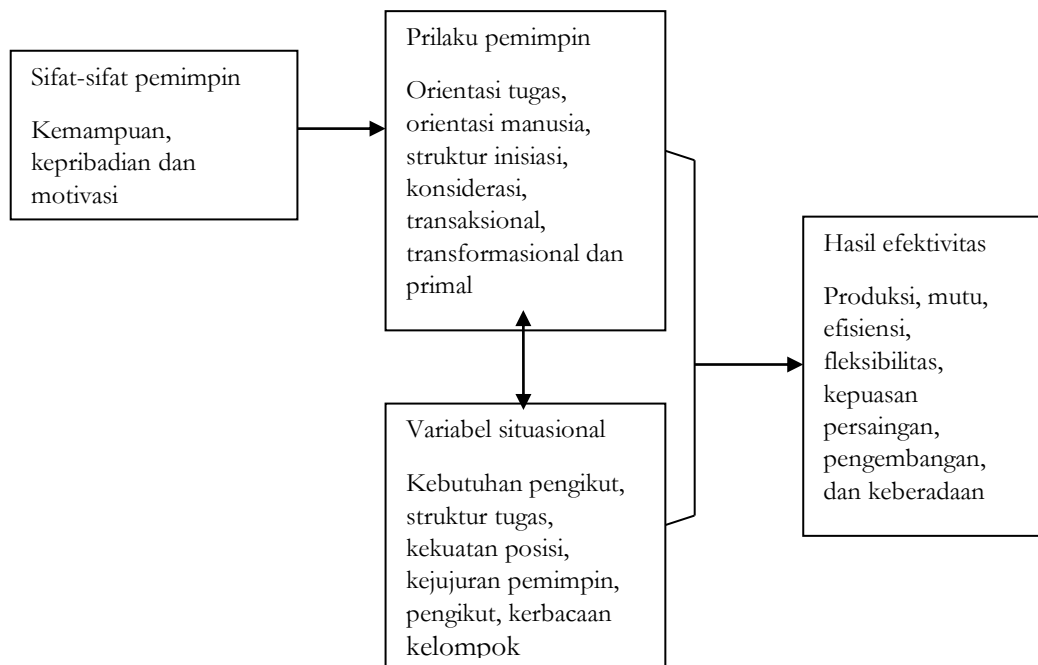 Sifat-sifat pemimpin
Kemampuan,
kepribadian dan
motivasi
Prilaku pemimpin
Orientasi tugas,
orientasi manusia,
struktur inisiasi,
konsiderasi,
transaksional,
transformasional dan
primal
Variabel situasional
Kebutuhan pengikut,
struktur tugas,
kekuatan posisi,
kejujuran pemimpin,
pengikut, kerbacaan
kelompok
Hasil efektivitas
Produksi, mutu,
efisiensi,
fleksibilitas,
kepuasan
persaingan,
pengembangan,
dan keberadaan